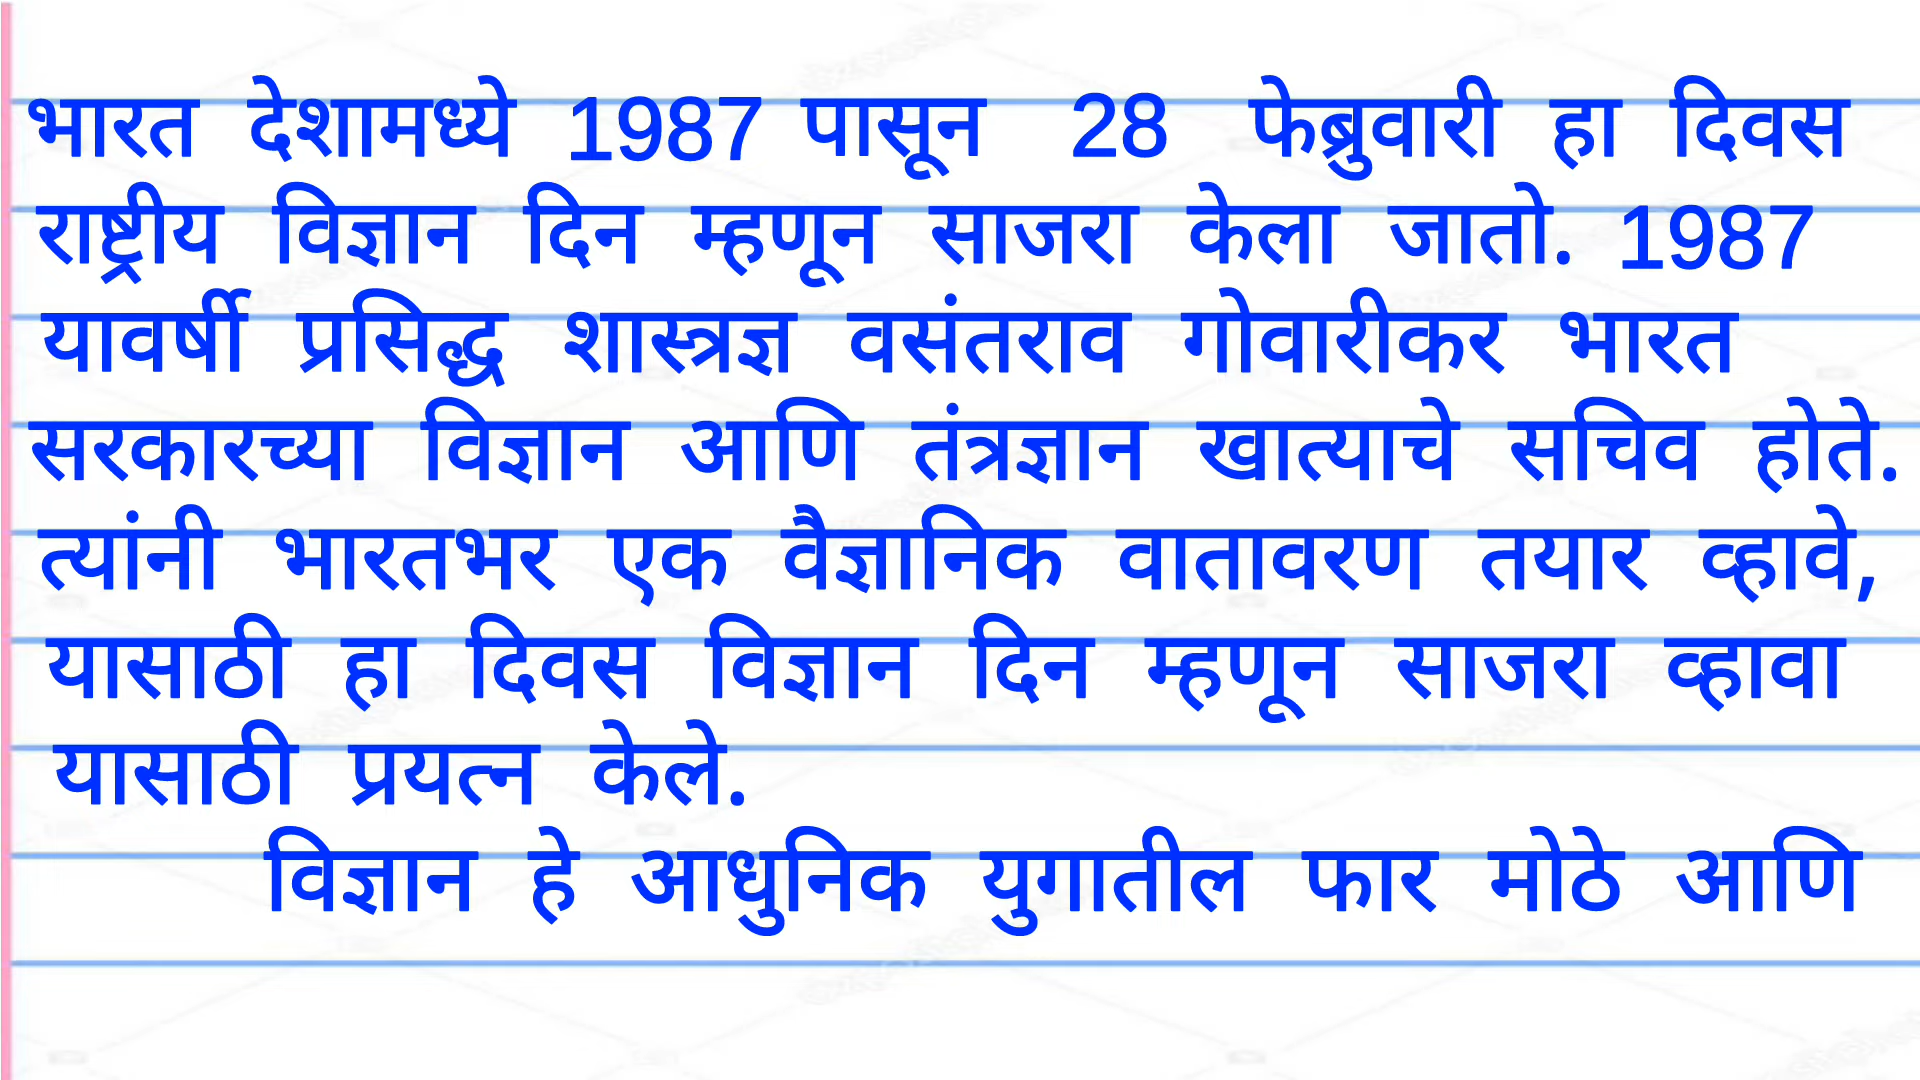 भारत देशामध्ये 1987 पासून 28 फेब्रुवारी हा दिवस
राष्ट्रीय विज्ञान दिन म्हणून साजरा केला जातो. 1987
यावर्षी प्रसिद्ध शास्त्रज्ञ वसंतराव गोवारीकर भारत
सरकारच्या विज्ञान आणि तंत्रज्ञान खात्याचे सचिव होते.
त्यांनी भारतभर एक वैज्ञानिक वातावरण तयार व्हावे,
यासाठी हा दिवस विज्ञान दिन म्हणून साजरा व्हावा
यासाठी प्रयत्न केले.
विज्ञान हे आधुनिक युगातील फार मोठे आणि